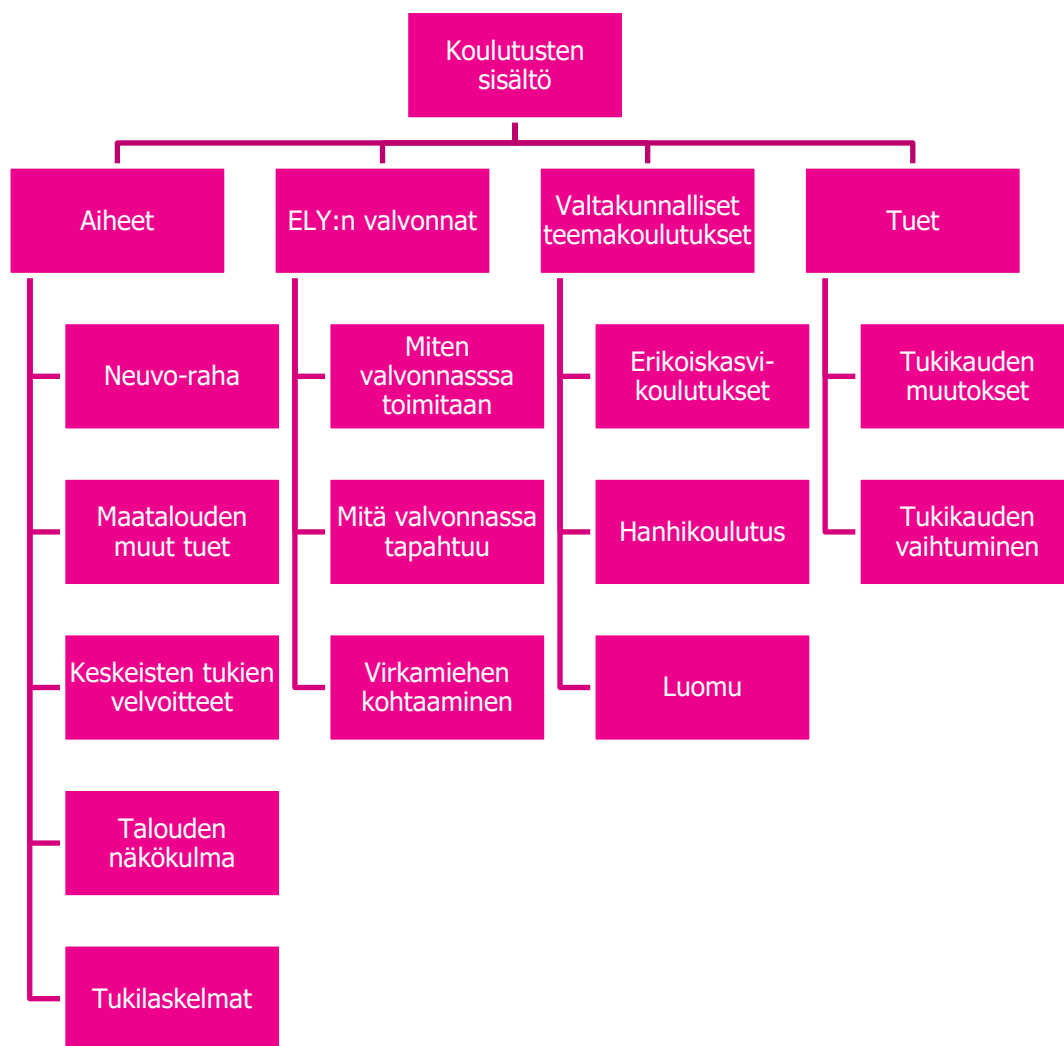 Koulutusten
sisältö
Aiheet
ELY:n valvonnat
Valtakunnalliset
teemakoulutukset
Tuet
Neuvo-raha
Maatalouden
muut tuet
Keskeisten tukien
velvoitteet
Talouden
näkökulma
Tukilaskelmat
Miten
valvonnasssa
toimitaan
Mitä valvonnassa
tapahtuu
Virkamiehen
kohtaaminen
Erikoiskasvi-
koulutukset
Hanhikoulutus
Luomu
Tukikauden
muutokset
Tukikauden
vaihtuminen